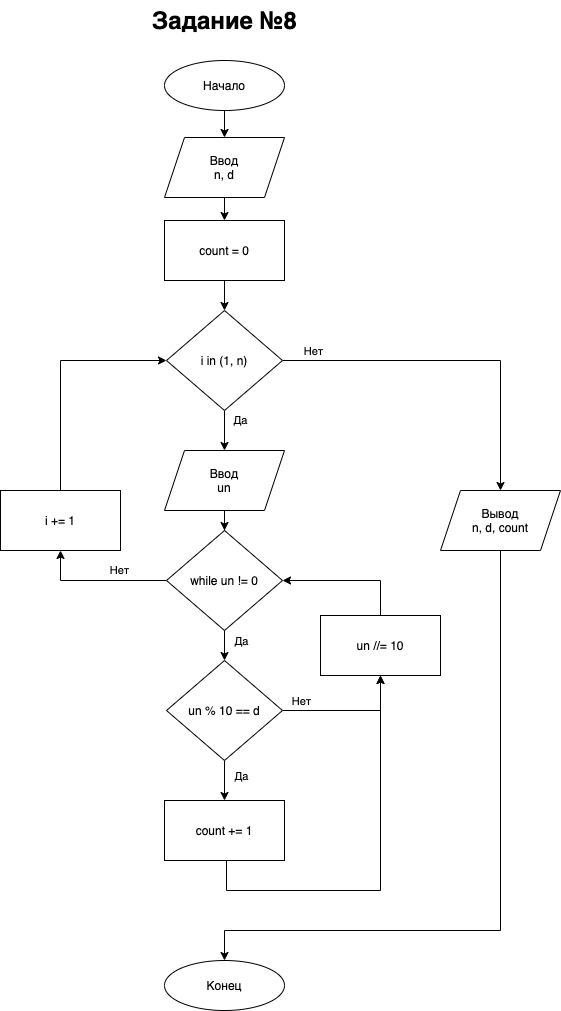 Задание №8
Начало
Ввод
n, d
count = 0
i in (1, n)
Нет
Да
Ввод
un
i += 1
Вывод
n, d, count
while un != 0
Нет
Да
un //= 10
un % 10 == d
Нет
Да
count += 1
Конец